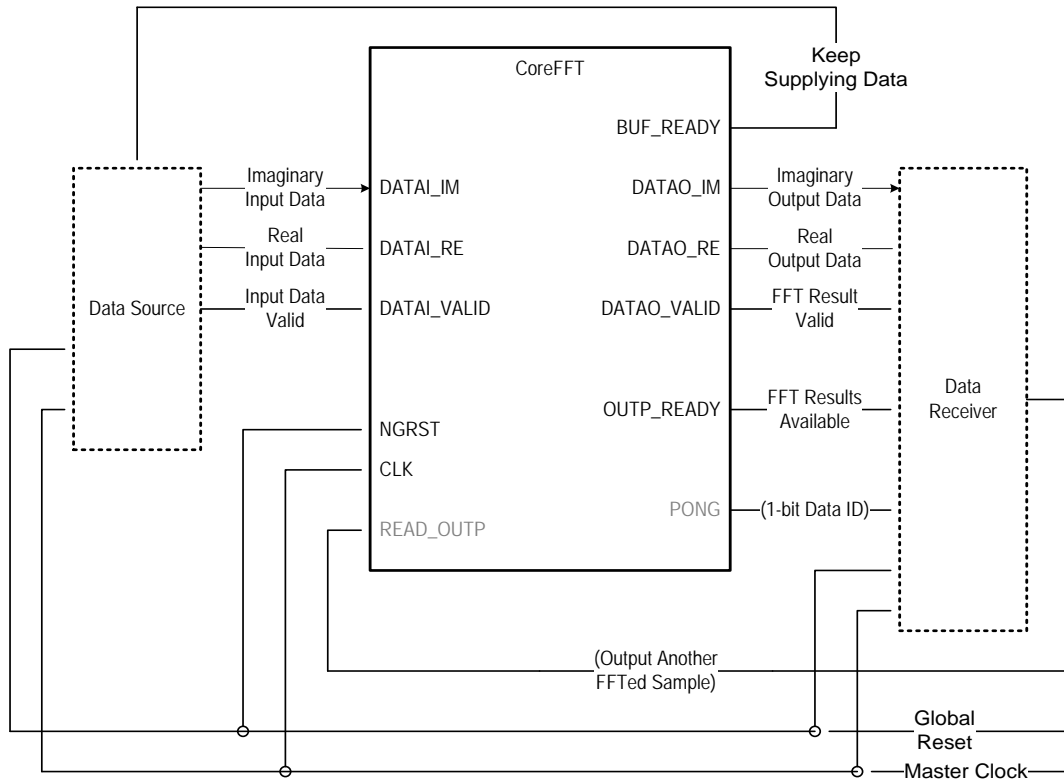 Keep
Supplying Data
CoreFFT
BUF_READY
Imaginary
Input Data
DATAI_IM
DATAO_IM
Imaginary
Output Data
Real
Input Data
DATAI_RE
DATAO_RE
Real
Output Data
Data Source
Input Data
Valid
DATAI_VALID
DATAO_VALID
FFT Result
Valid
OUTP_READY
FFT Results
Available
Data
Receiver
NGRST
CLK
READ_OUTP
PONG
(1-bit Data ID)
(Output Another
FFTed Sample)
Global
Reset
Master Clock